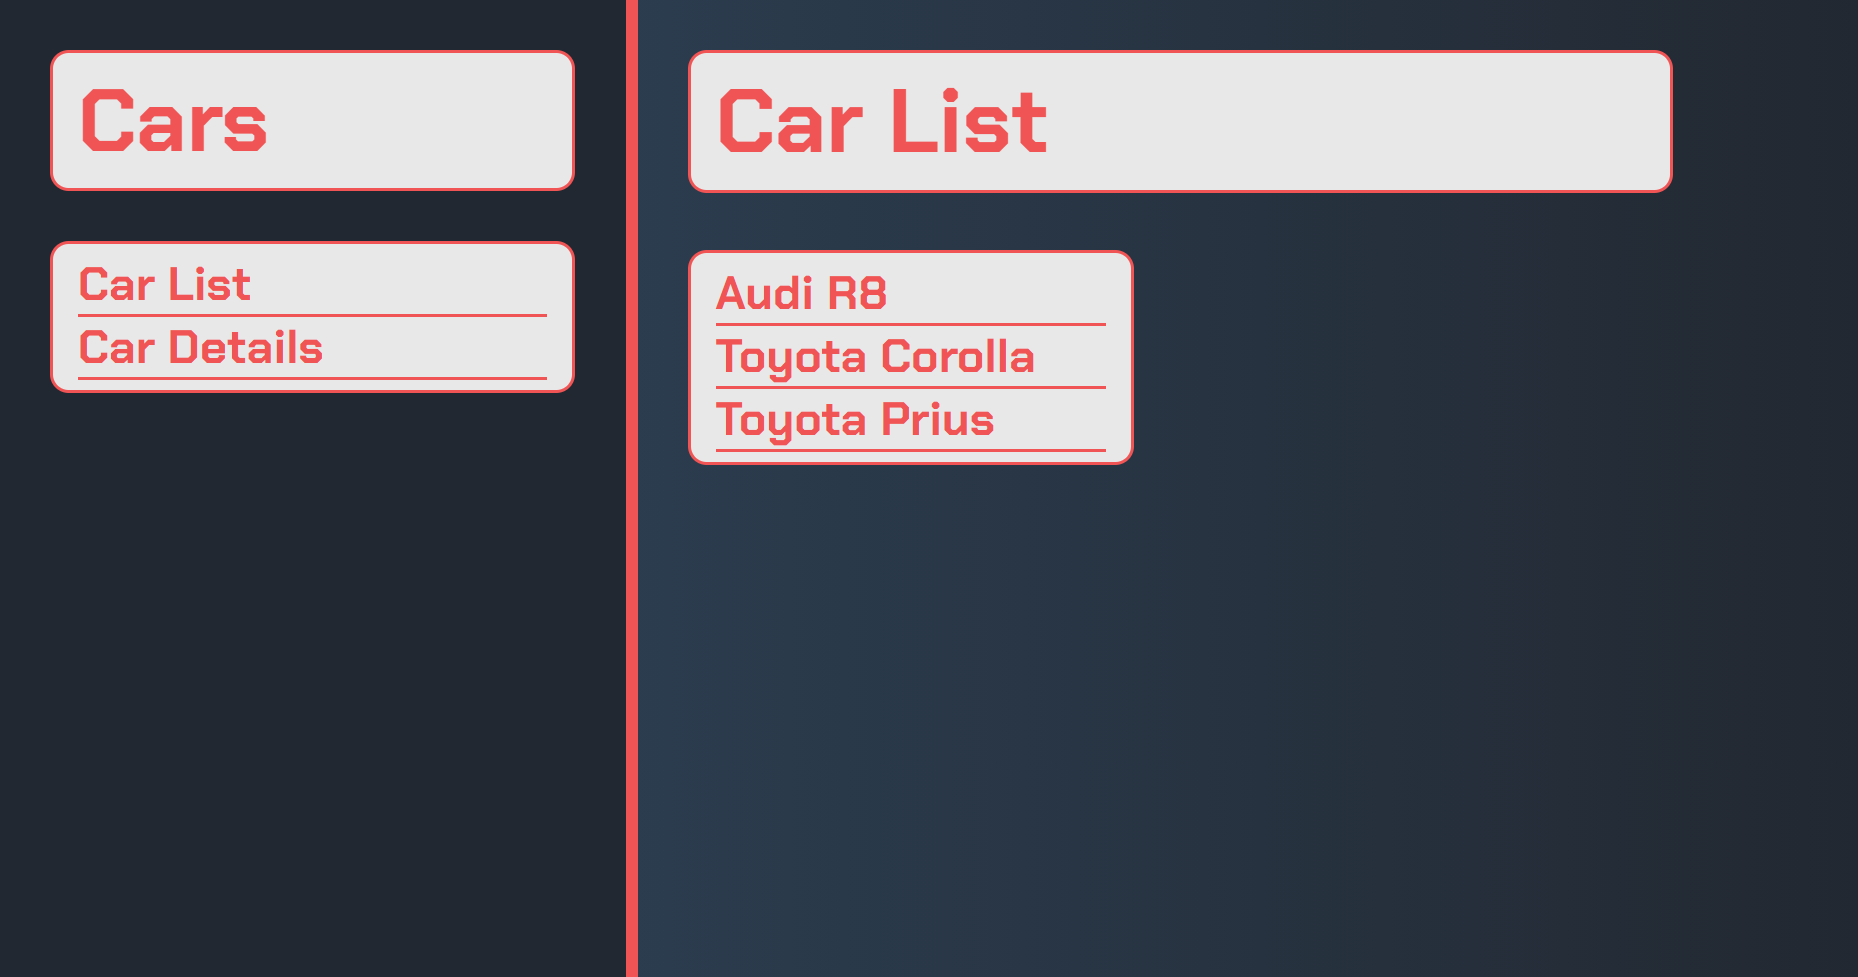 Cars
Car List
Car Details
Car List
Audi R8
Toyota Corolla
Toyota Prius